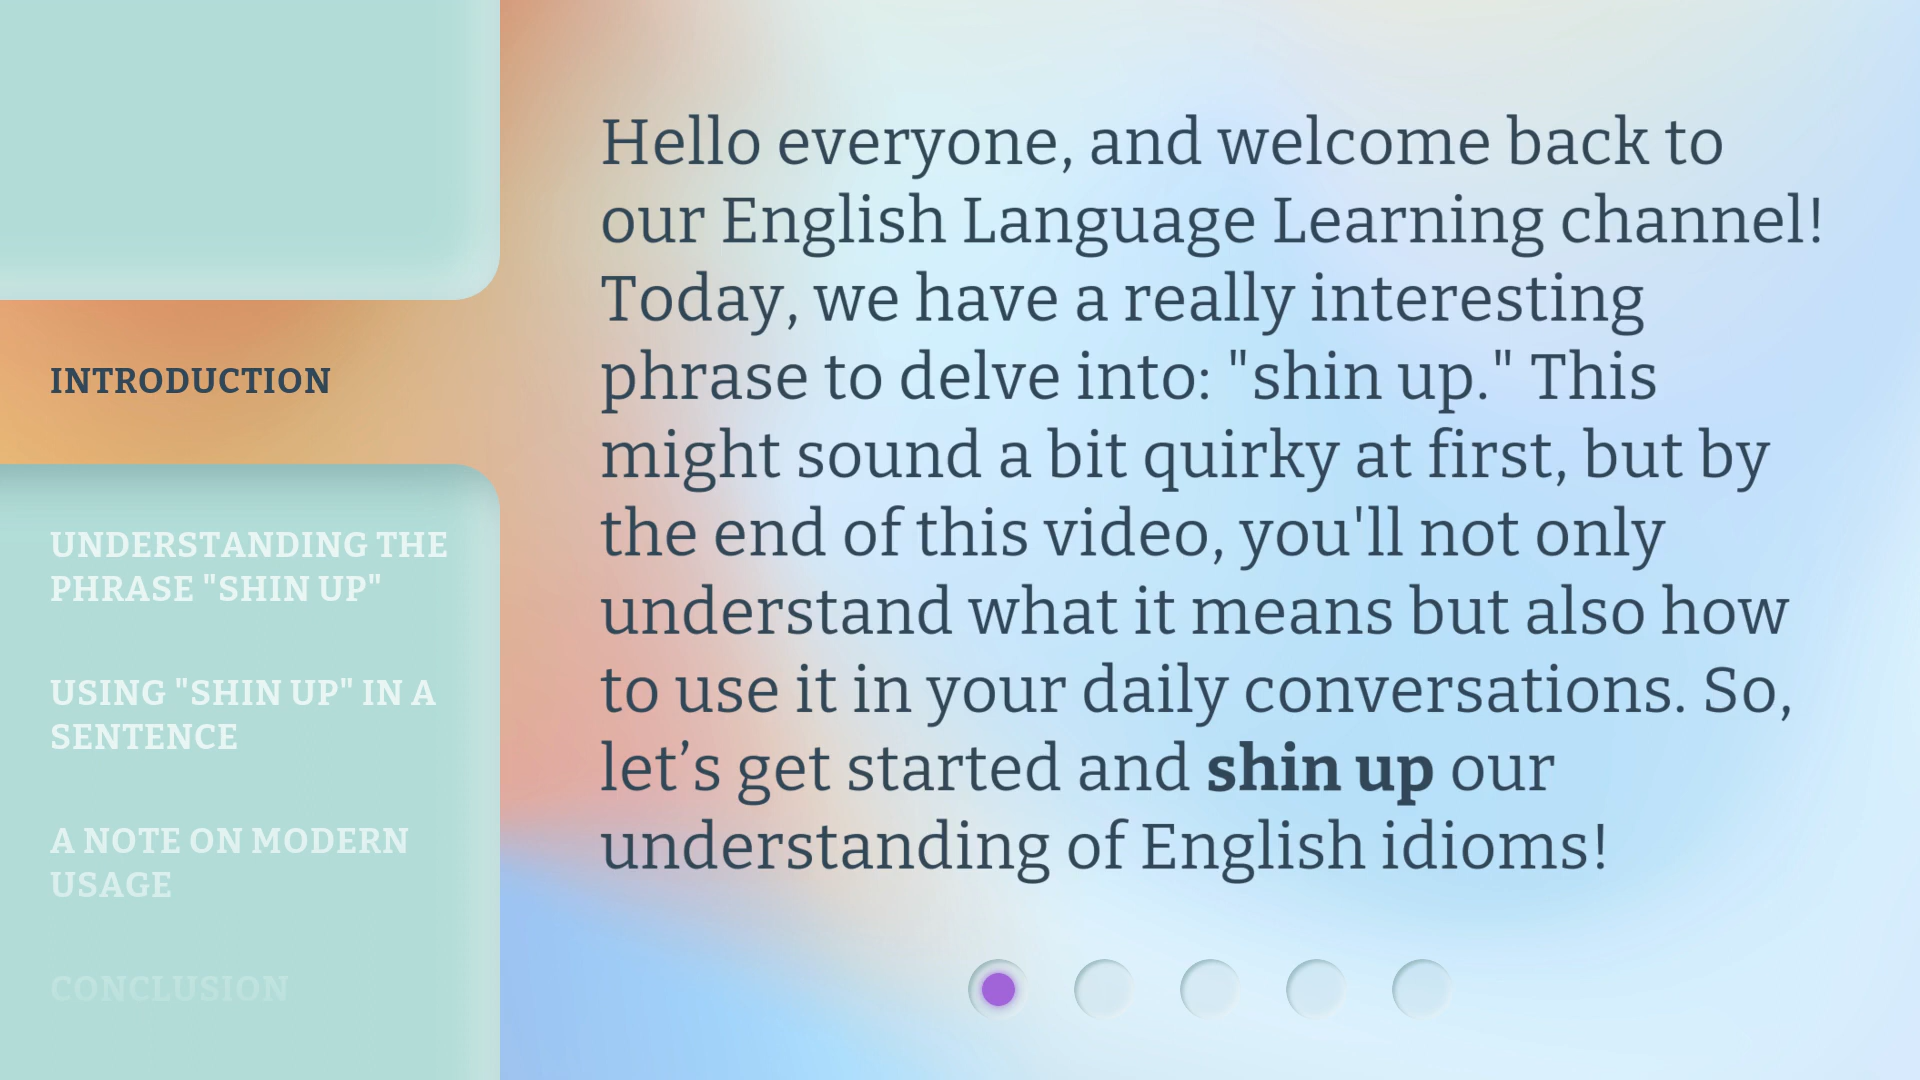 INTRODUCTION
UNDERSTANDING THE
PHRASE "SHIN UP"
USING "SHIN UP" IN A
SENTENCE
A NOTE ON MODERN
USAGE
CONCLUSION
Hello everyone, and welcome back to
our English Language Learning channel!
Today, we have a really interesting
phrase to delve into: "shin up." This
might sound a bit quirky at first, but by
the end of this video, you'll not only
understand what it means but also how
to use it in your daily conversations. So,
let’s get started and shin up our
understanding of English idioms!